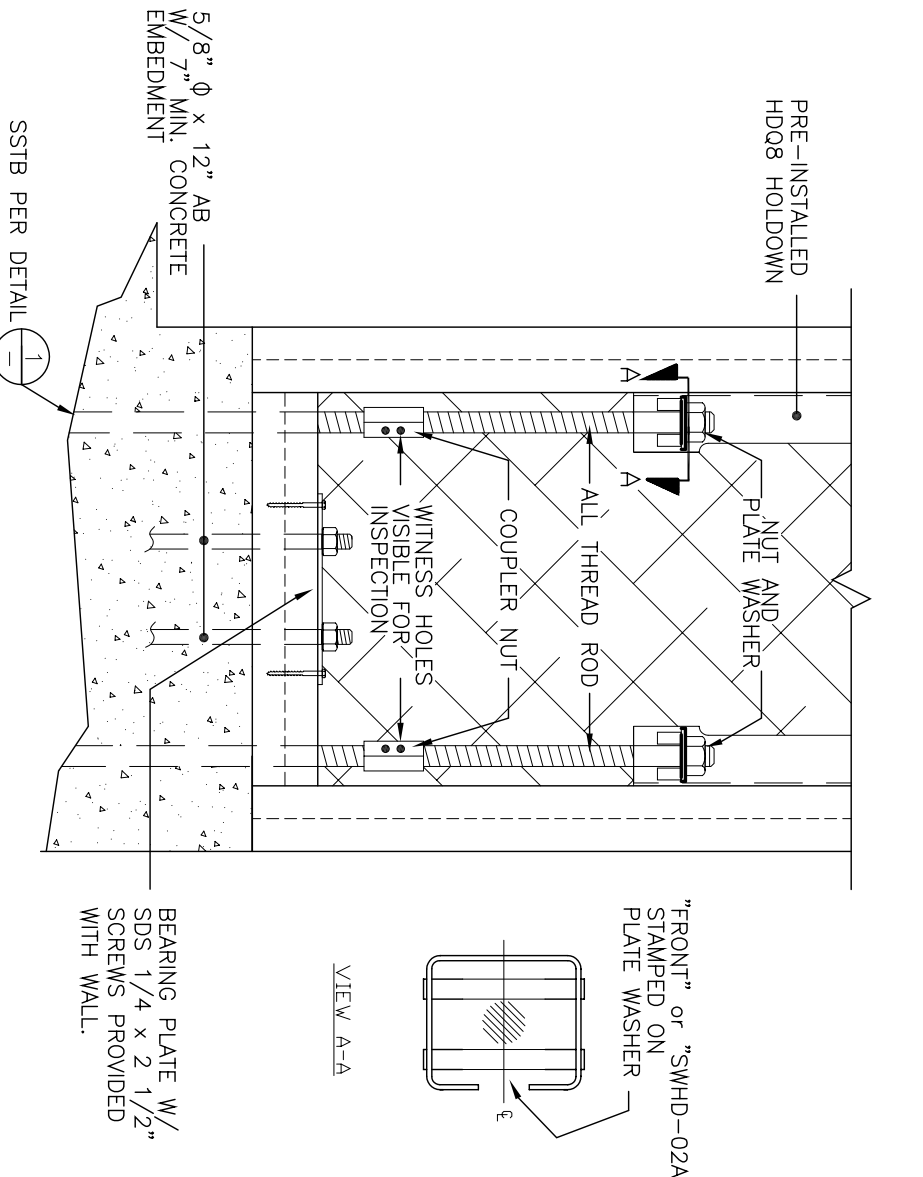 PRE-INSTALLED
HDQ8 HOLDOWN
NUT AND
PLATE WASHER
"FRONT" or "SWHD-02A
STAMPED ON
PLATE WASHER
A
A
ALL THREAD ROD
COUPLER NUT
WITNESS HOLES
VISIBLE FOR
INSPECTION
VIEW A-A
℄
5/8" Φ x 12" AB
W/ 7" MIN. CONCRETE
EMBEDMENT
SSTB PER DETAIL
1
–
BEARING PLATE W/
SDS 1/4 x 2 1/2"
SCREWS PROVIDED
WITH WALL.